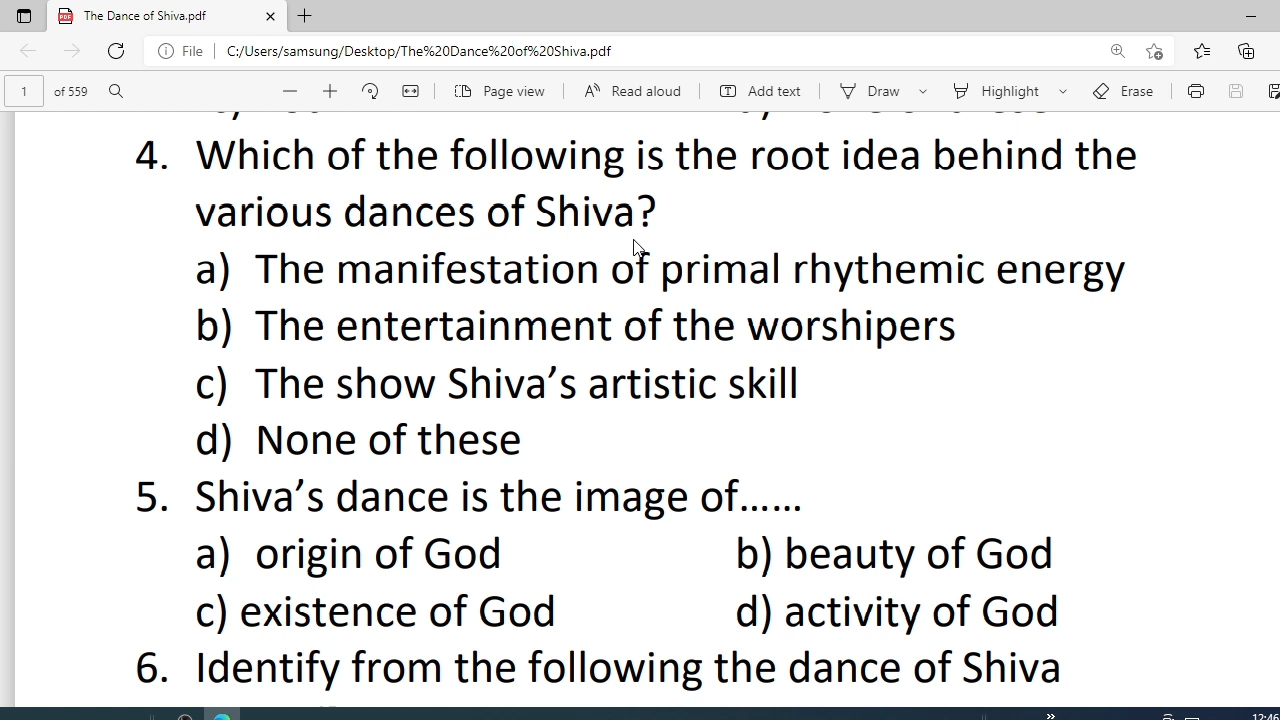 The Dance of Shiva.pdf
File C:/Users/samsung/Desktop/The%20Dance%20of%20Shiva.pdf
1 of 559 Page view Read aloud Add text Draw Highlight Erase
4. Which of the following is the root idea behind the
various dances of Shiva?
a) The manifestation of primal rhythemic energy
b) The entertainment of the worshipers
c) The show Shiva’s artistic skill
d) None of these
5. Shiva’s dance is the image of......
a) origin of God b) beauty of God
c) existence of God d) activity of God
6. Identify from the following the dance of Shiva
12:46